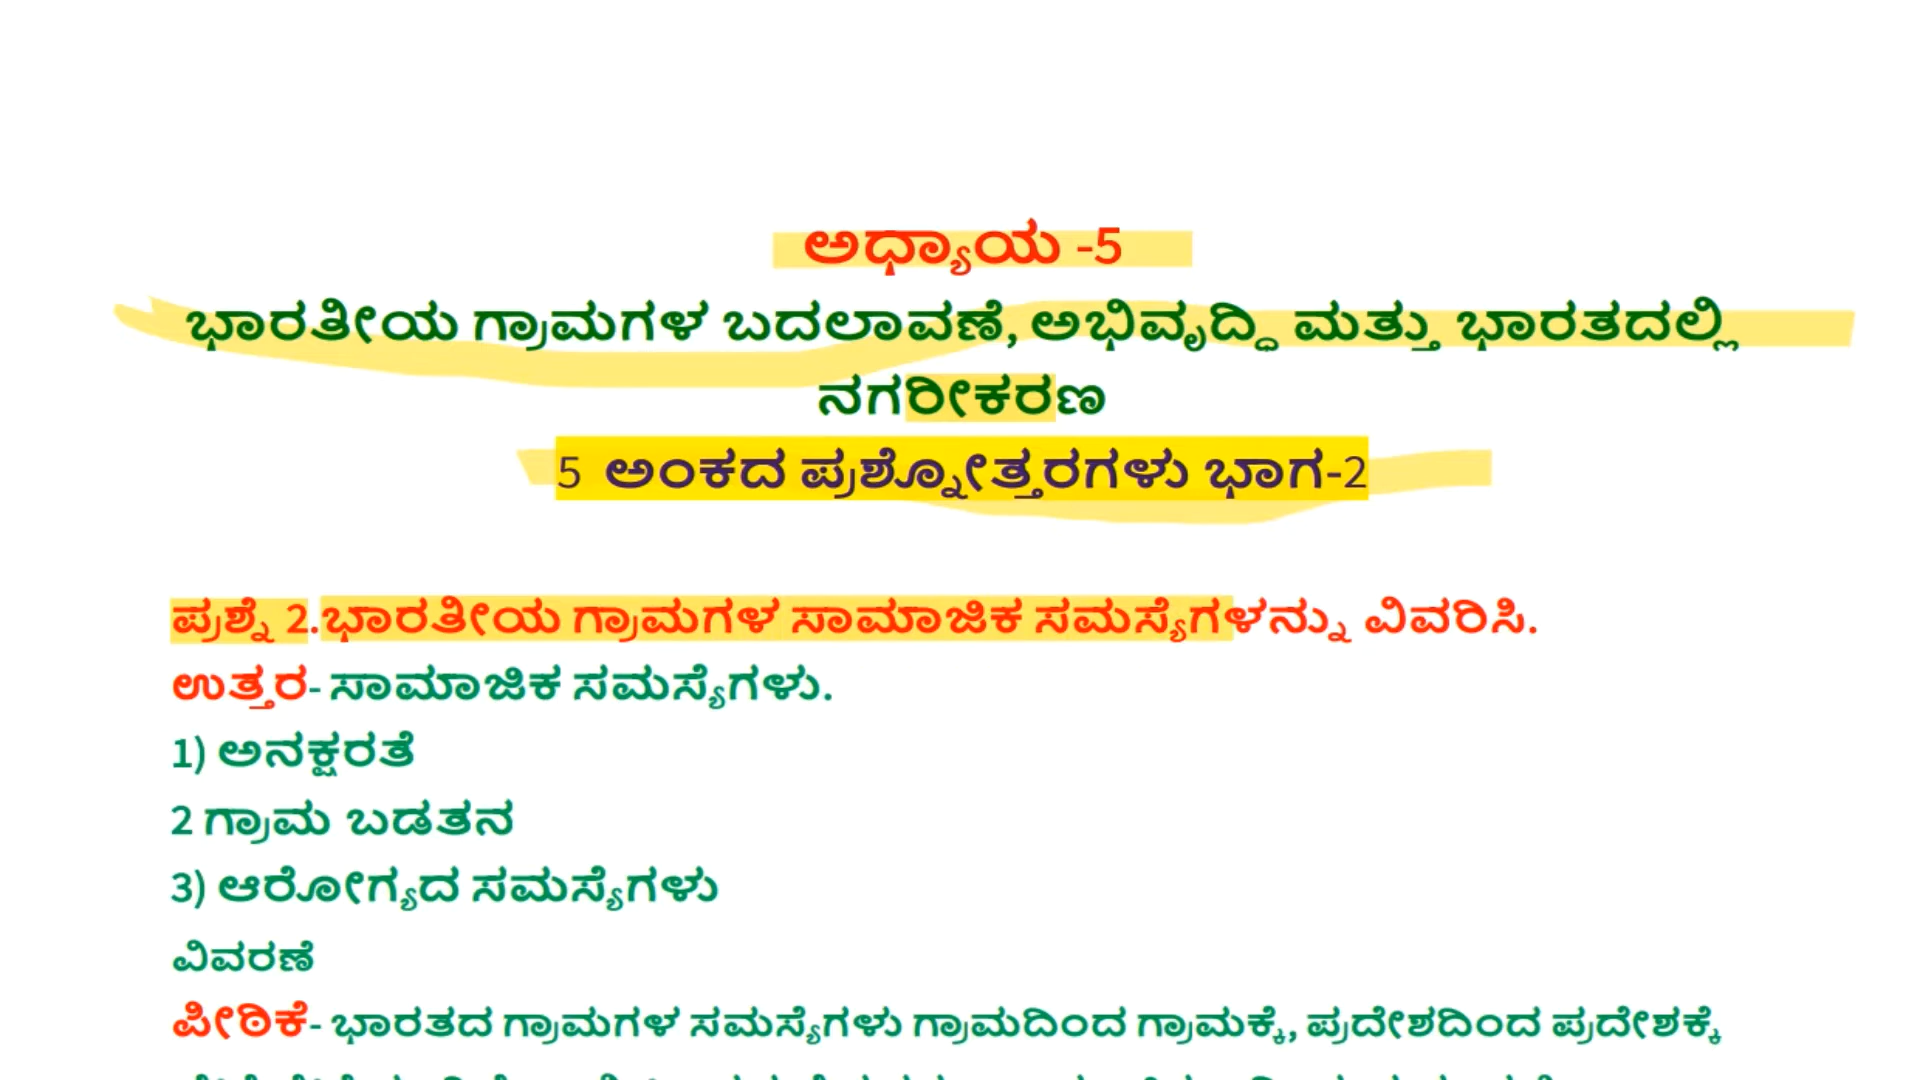 ಅಧ್ಯಾಯ -5
ಭಾರತೀಯ ಗ್ರಾಮಗಳ ಬದಲಾವಣೆ, ಅಭಿವೃದ್ಧಿ ಮತ್ತು ಭಾರತದಲ್ಲಿ
ನಗರೀಕರಣ
5 ಅಂಕದ ಪ್ರಶ್ನೋತ್ತರಗಳು ಭಾಗ-2
ಪ್ರಶ್ನೆ 2.ಭಾರತೀಯ ಗ್ರಾಮಗಳ ಸಾಮಾಜಿಕ ಸಮಸ್ಯೆಗಳನ್ನು ವಿವರಿಸಿ.
ಉತ್ತರ- ಸಾಮಾಜಿಕ ಸಮಸ್ಯೆಗಳು.
1) ಅನಕ್ಷರತೆ
2 ಗ್ರಾಮ ಬಡತನ
3) ಆರೋಗ್ಯದ ಸಮಸ್ಯೆಗಳು
ವಿವರಣೆ
ಪೀಠಿಕೆ- ಭಾರತದ ಗ್ರಾಮಗಳ ಸಮಸ್ಯೆಗಳು ಗ್ರಾಮದಿಂದ ಗ್ರಾಮಕ್ಕೆ, ಪ್ರದೇಶದಿಂದ ಪ್ರದೇಶಕ್ಕೆ